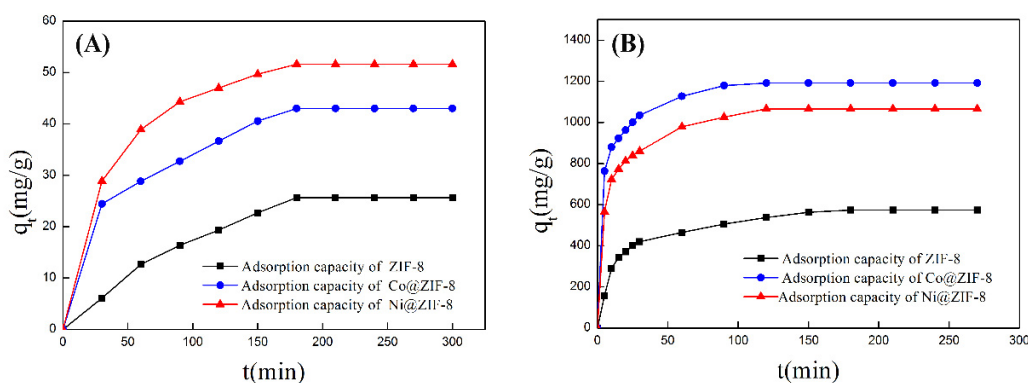 (A)
60
50
40
30
20
10
0
q_t(mg/g)
Adsorption capacity of ZIF-8
Adsorption capacity of Co@ZIF-8
Adsorption capacity of Ni@ZIF-8
0 50 100 150 200 250 300
t(min)
(B)
1400
1200
1000
800
600
400
200
0
q_t(mg/g)
Adsorption capacity of ZIF-8
Adsorption capacity of Co@ZIF-8
Adsorption capacity of Ni@ZIF-8
0 50 100 150 200 250 300
t(min)